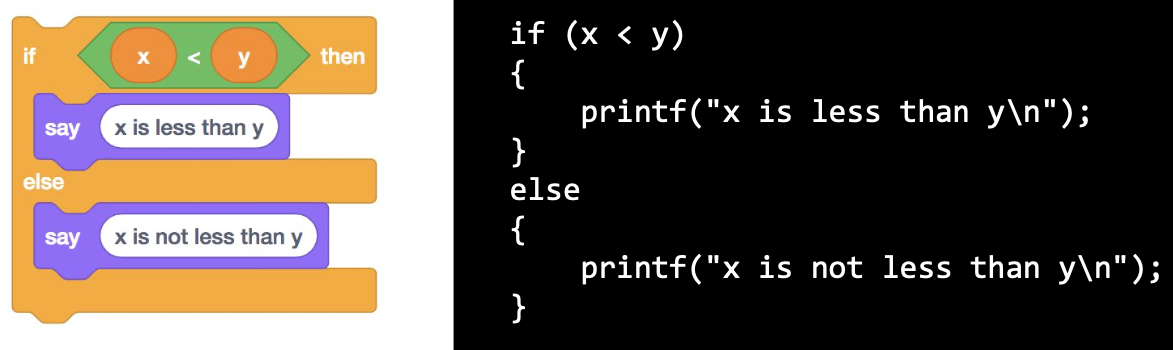 if x < y then
say x is less than y
else
say x is not less than y
if (x < y)
{
    printf("x is less than y\n");
}
else
{
    printf("x is not less than y\n");
}